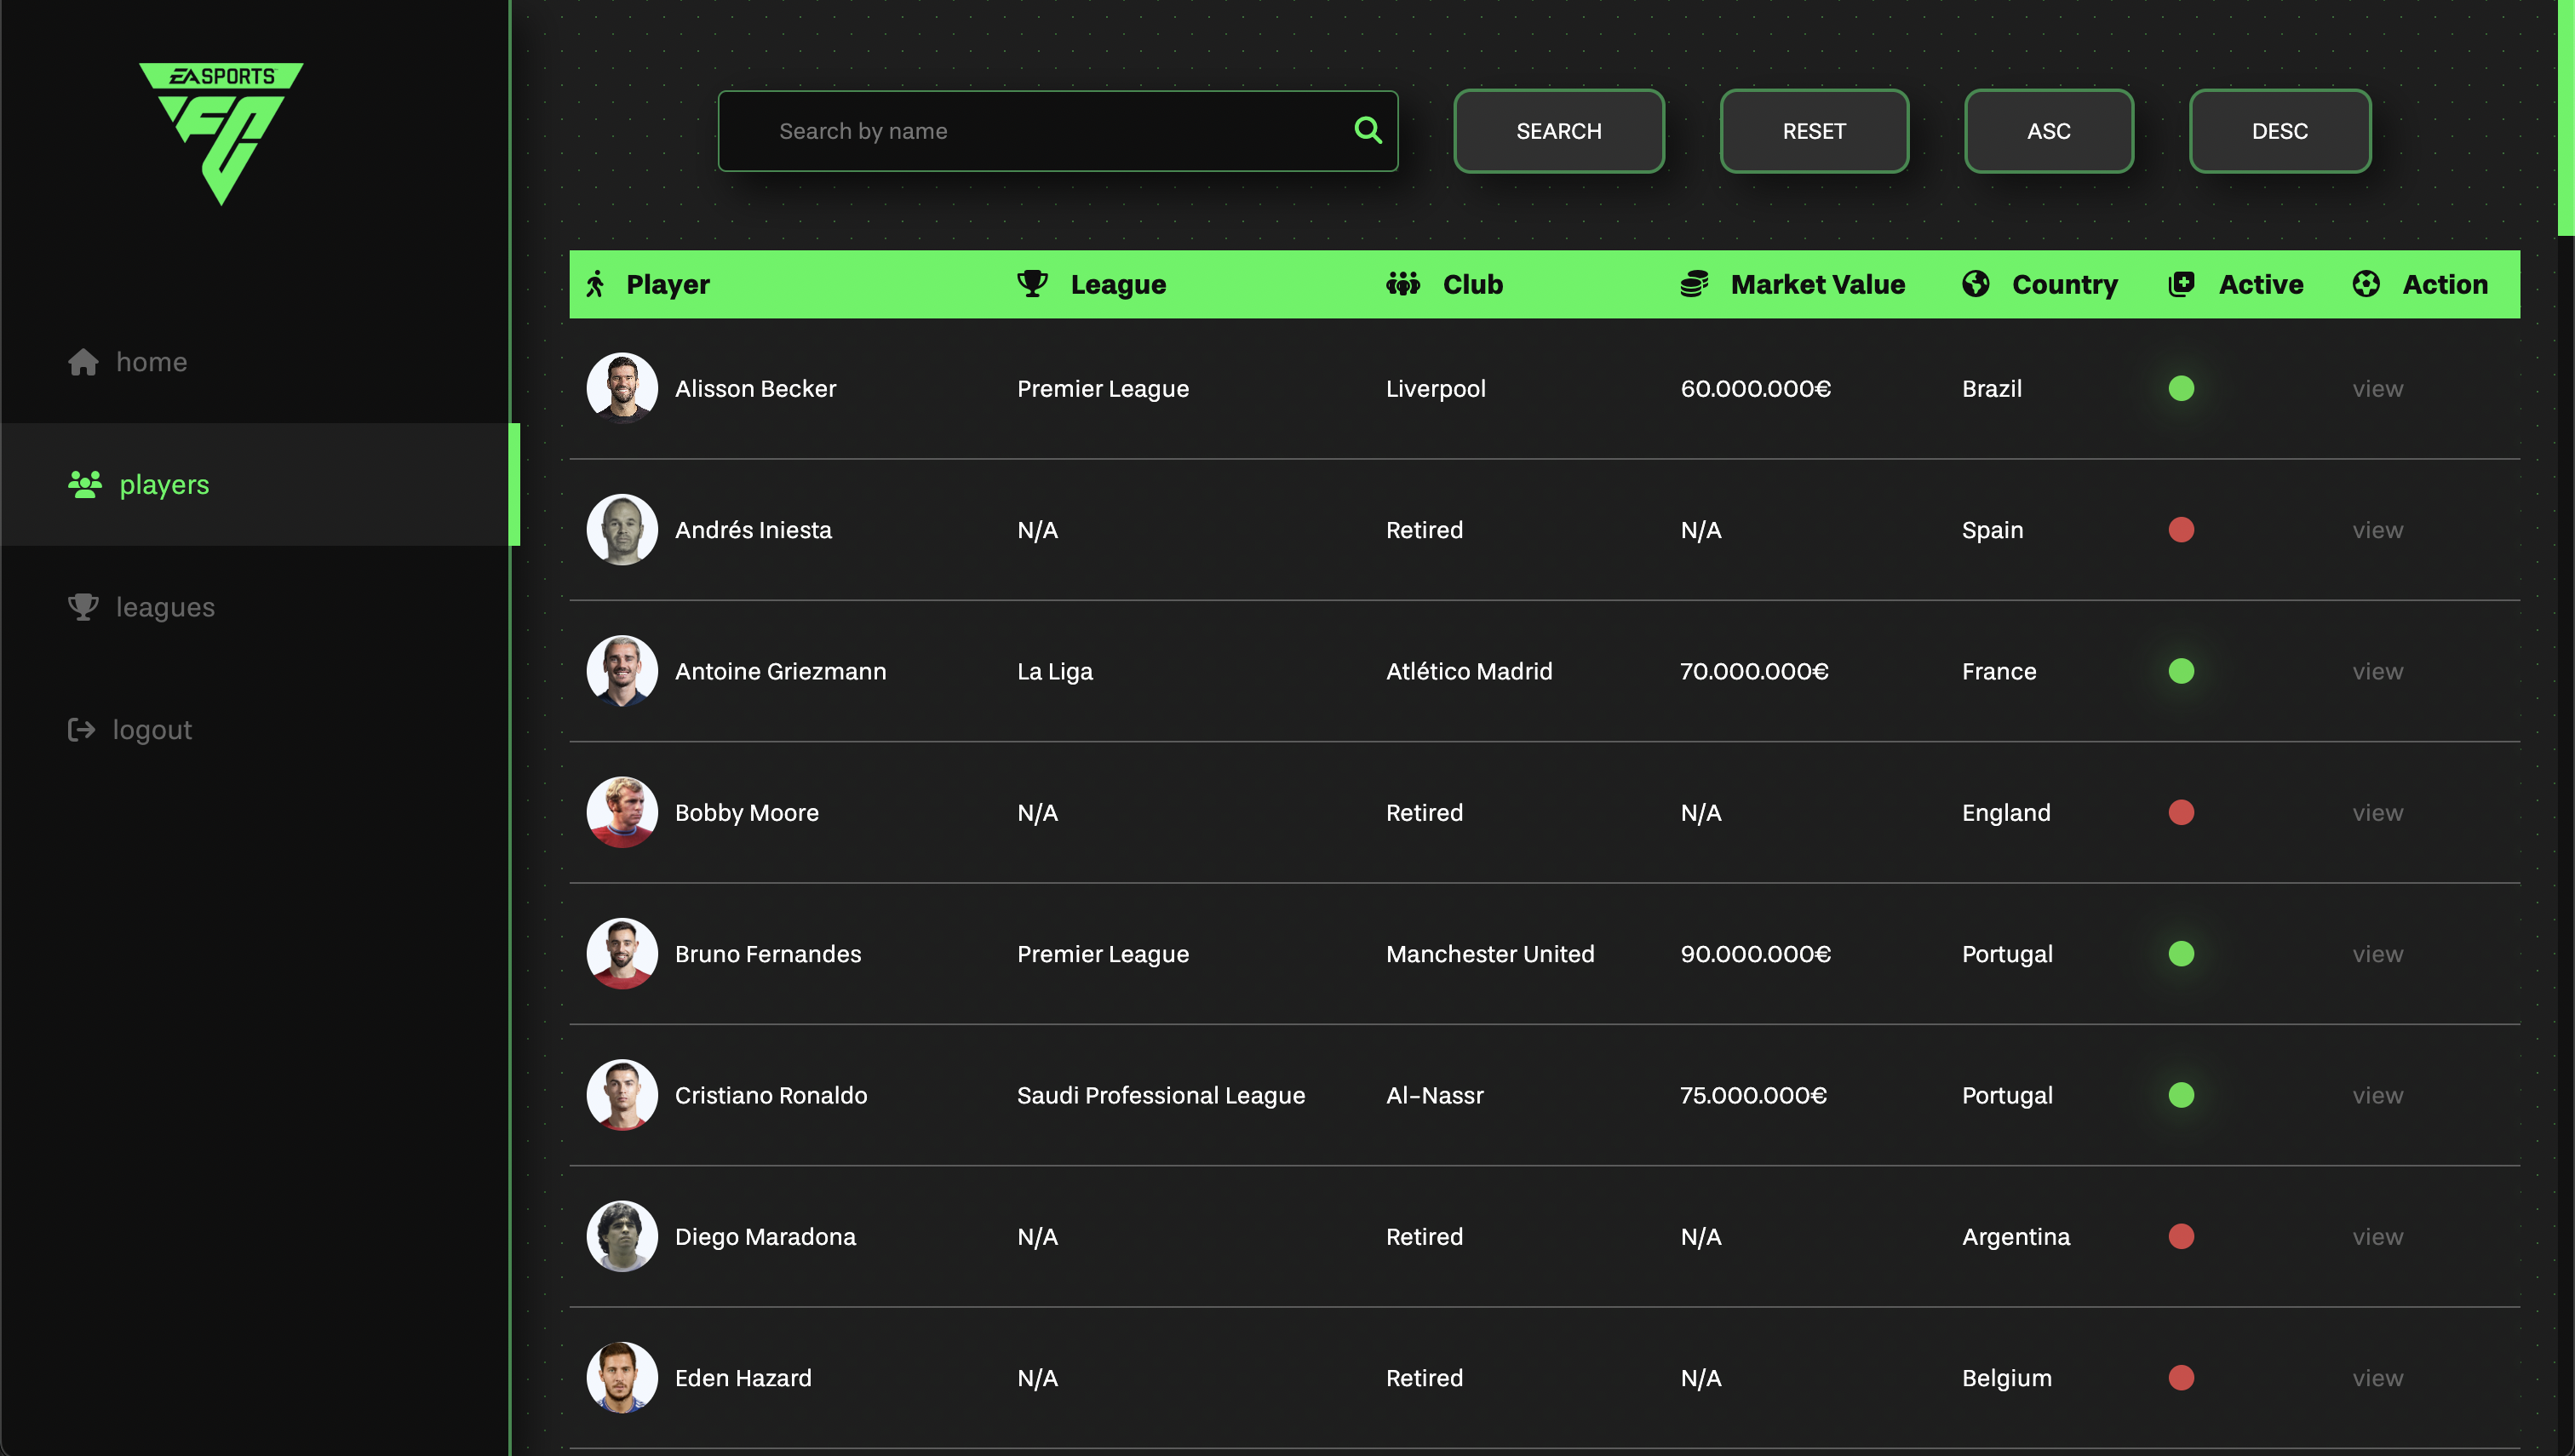 EA SPORTS
FC
home
players
leagues
logout
Search by name SEARCH RESET ASC DESC
Player League Club Market Value Country Active Action
Alisson Becker Premier League Liverpool 60.000.000€ Brazil view
Andrés Iniesta N/A Retired N/A Spain view
Antoine Griezmann La Liga Atlético Madrid 70.000.000€ France view
Bobby Moore N/A Retired N/A England view
Bruno Fernandes Premier League Manchester United 90.000.000€ Portugal view
Cristiano Ronaldo Saudi Professional League Al-Nassr 75.000.000€ Portugal view
Diego Maradona N/A Retired N/A Argentina view
Eden Hazard N/A Retired N/A Belgium view